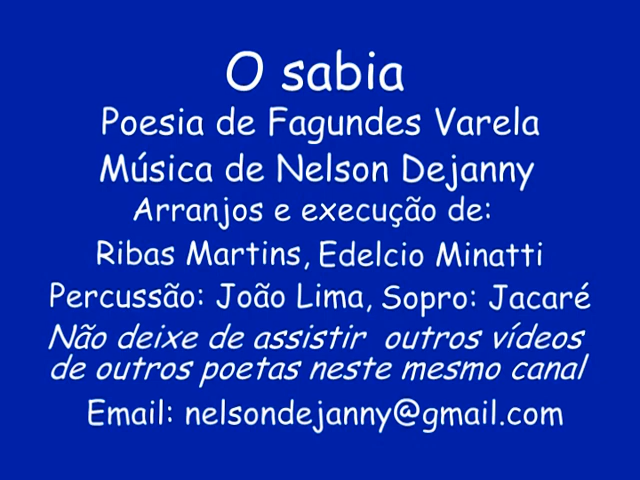 O sabia
Poesia de Fagundes Varela
Música de Nelson Dejanny
Arranjos e execução de:
Ribas Martins, Edelcio Minatti
Percussão: João Lima, Sopro: Jacaré
Não deixe de assistir outros vídeos
de outros poetas neste mesmo canal
Email: nelsondejanny@gmail.com